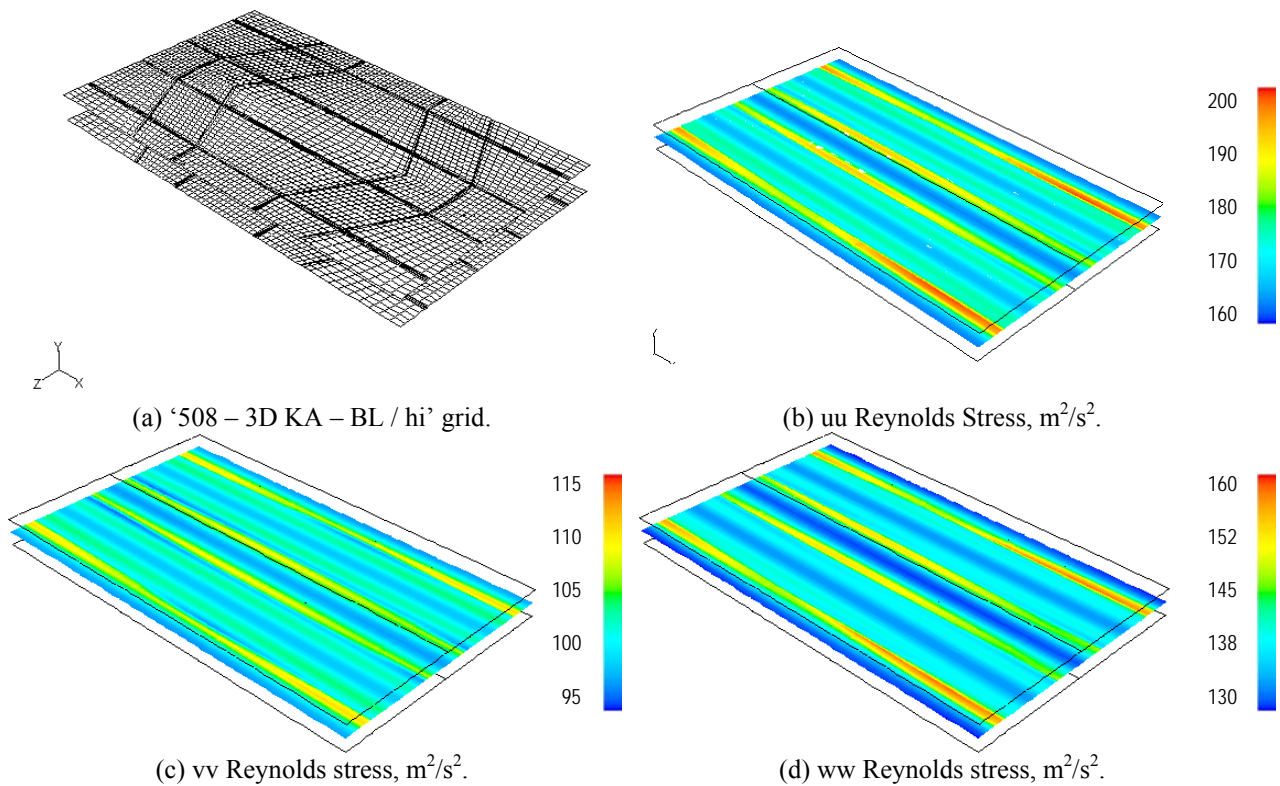 Y
Z
X
200
190
180
170
160
(a) ‘508 – 3D KA – BL / hi’ grid.
(b) uu Reynolds Stress, m²/s².
115
110
105
100
95
160
152
145
138
130
(c) vv Reynolds stress, m²/s².
(d) ww Reynolds stress, m²/s².